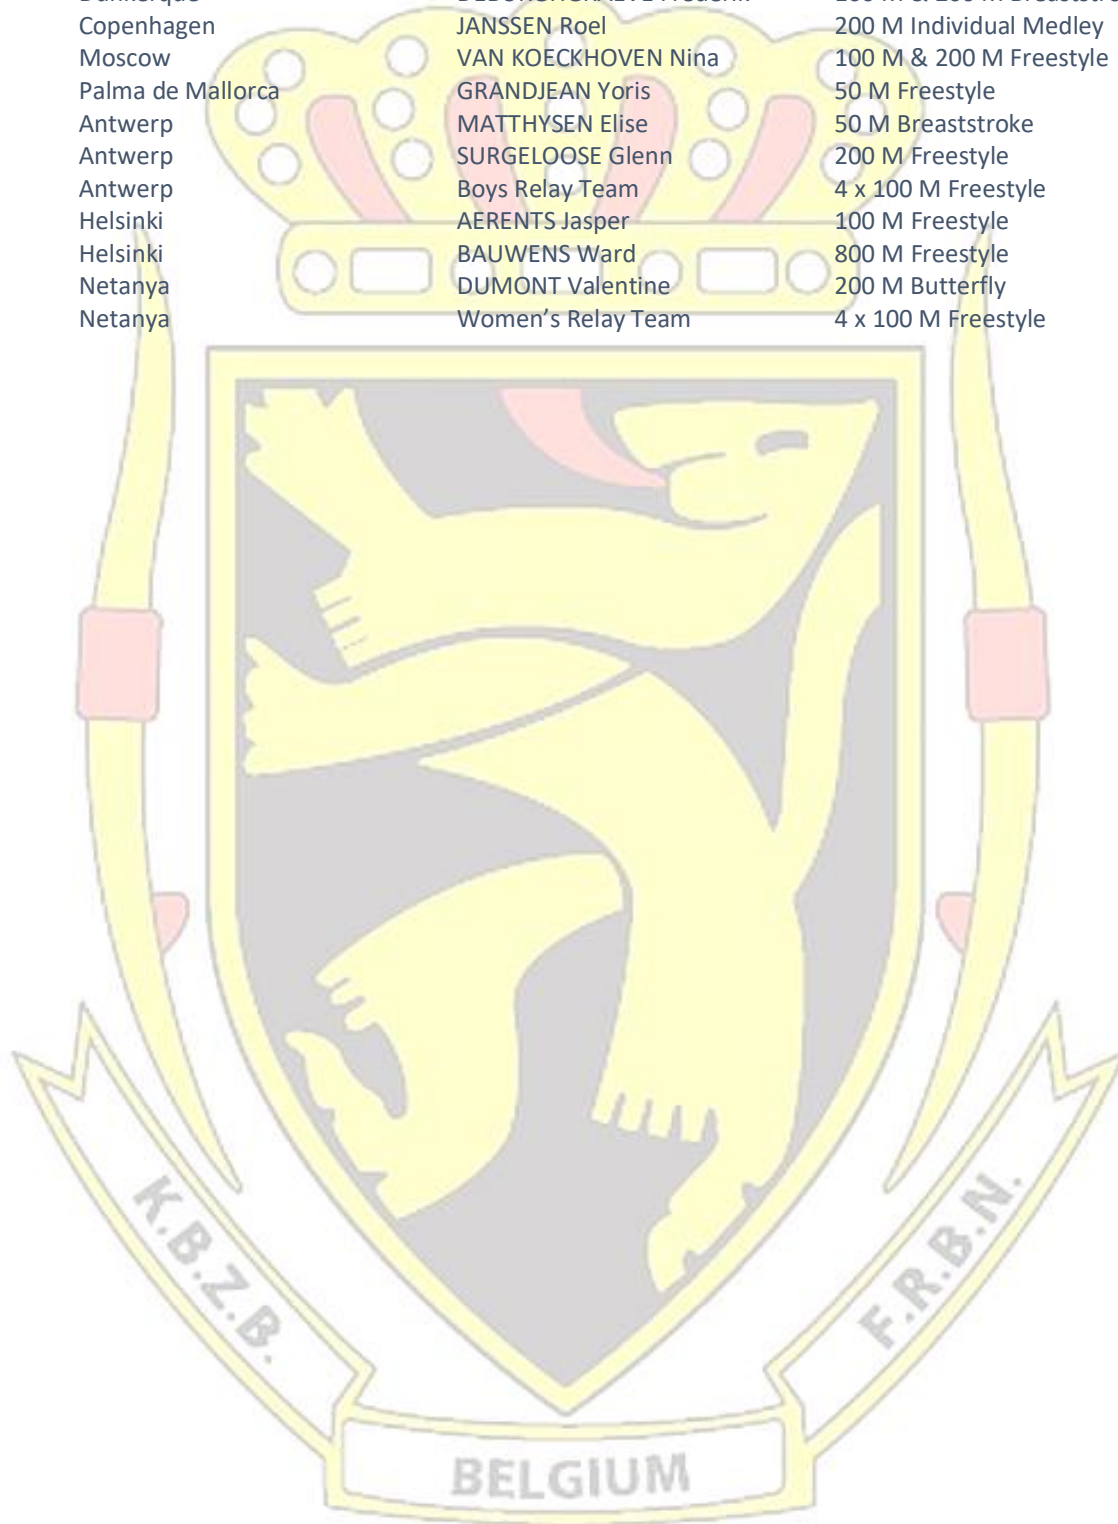 Copenhagen JANSSEN Roel 200 M Individual Medley
Moscow VAN KOECKHOVEN Nina 100 M & 200 M Freestyle
Palma de Mallorca GRANDJEAN Yoris 50 M Freestyle
Antwerp MATTHYSEN Elise 50 M Breaststroke
Antwerp SURGELOOSE Glenn 200 M Freestyle
Antwerp Boys Relay Team 4 x 100 M Freestyle
Helsinki AERENTS Jasper 100 M Freestyle
Helsinki BAUWENS Ward 800 M Freestyle
Netanya DUMONT Valentine 200 M Butterfly
Netanya Women’s Relay Team 4 x 100 M Freestyle
K.B.Z.B.
F.R.B.N.
BELGIUM